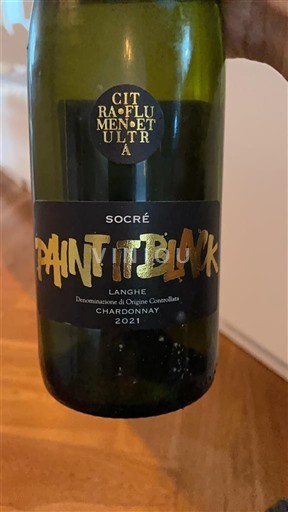 CIT
RA•FLU
MEN•ET
ULTR
A
SOCRÉ
PAINT IT BLACK
LANGHE
Denominazione di Origine Controllata
CHARDONNAY
2021